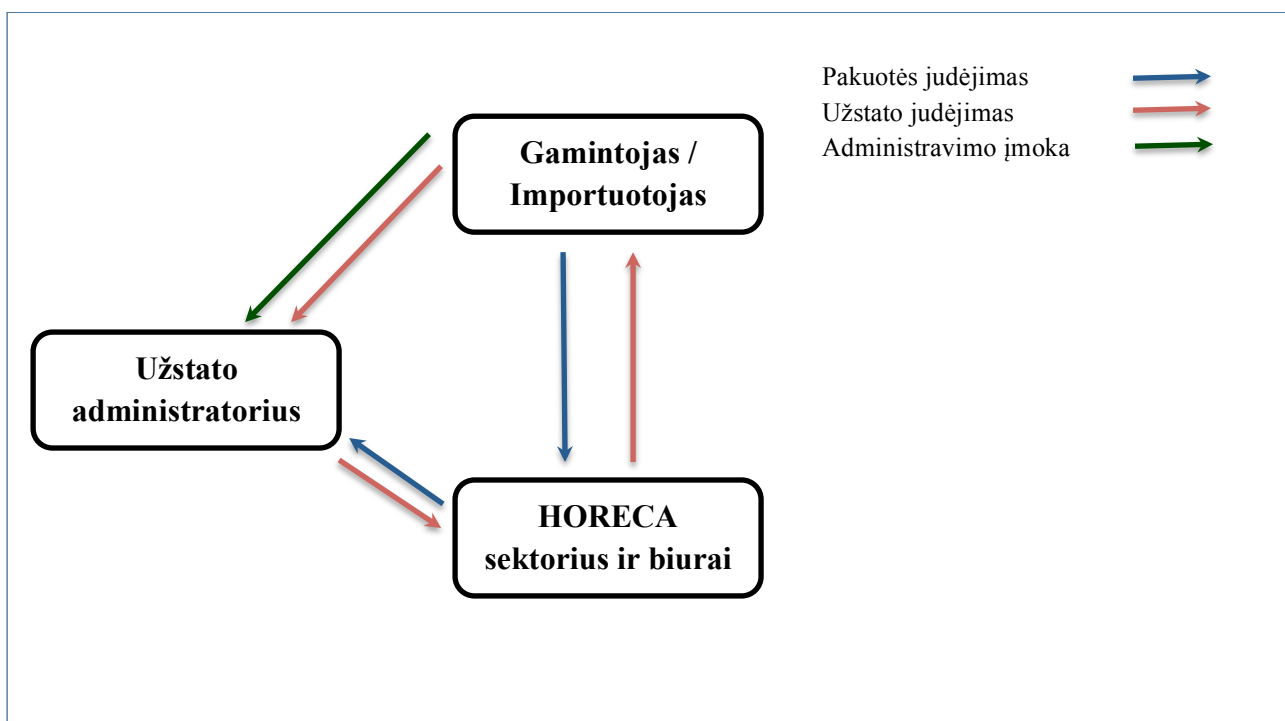 Pakuotės judėjimas
Užstato judėjimas
Administravimo įmoka
Gamintojas /
Importuotojas
Užstato
administratorius
HORECA
sektorius ir biurai